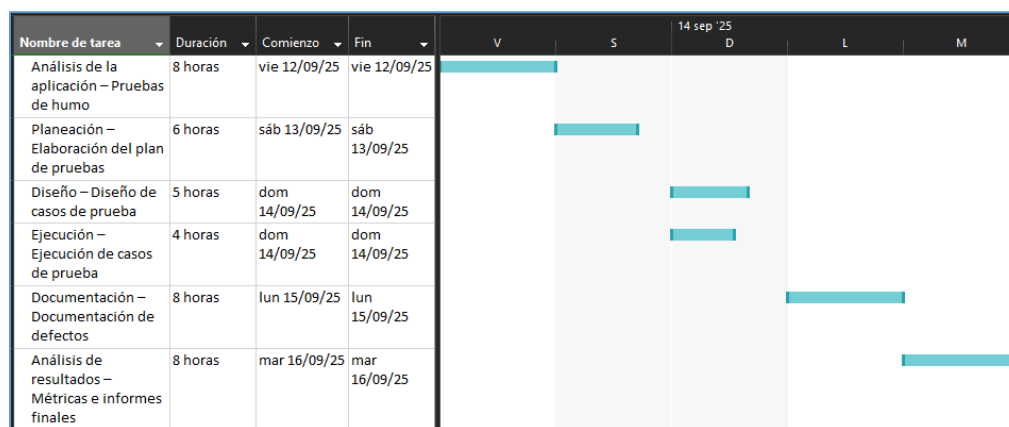 14 sep '25
Nombre de tarea Duración Comienzo Fin V S D L M
Análisis de la 8 horas vie 12/09/25 vie 12/09/25
aplicación – Pruebas
de humo
Planeación – 6 horas sáb 13/09/25 sáb
Elaboración del plan 13/09/25
de pruebas
Diseño – Diseño de 5 horas dom dom
casos de prueba 14/09/25 14/09/25
Ejecución – 4 horas dom dom
Ejecución de casos 14/09/25 14/09/25
de prueba
Documentación – 8 horas lun 15/09/25 lun
Documentación de 15/09/25
defectos
Análisis de 8 horas mar 16/09/25 mar
resultados – 16/09/25
Métricas e informes
finales